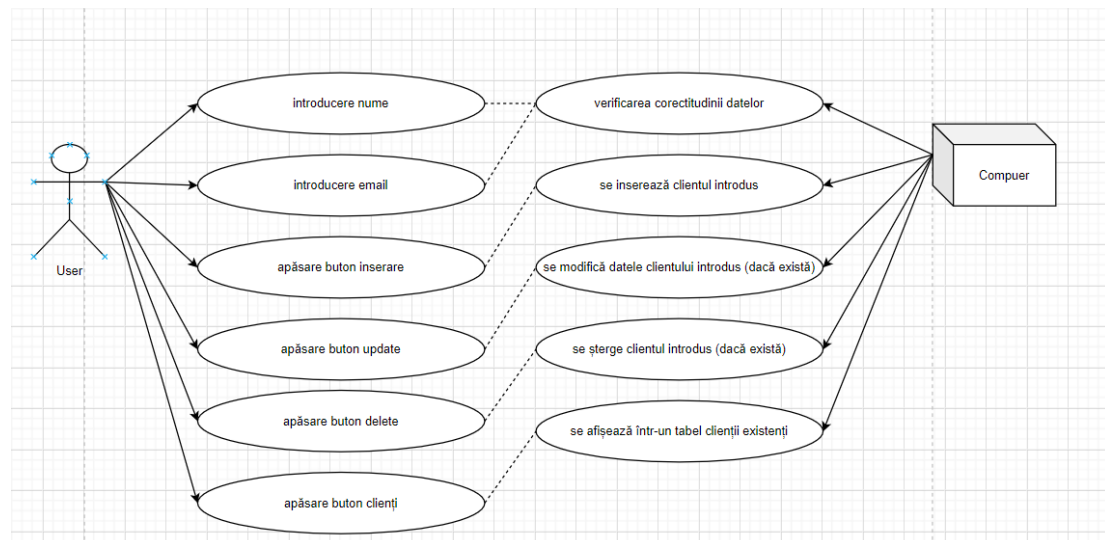 introducere nume
verificarea corectitudinii datelor
introducere email
se inserează clientul introdus
Compuer
User
apăsare buton inserare
se modifică datele clientului introdus (dacă există)
apăsare buton update
se șterge clientul introdus (dacă există)
apăsare buton delete
se afișează într-un tabel clienții existenți
apăsare buton clienți